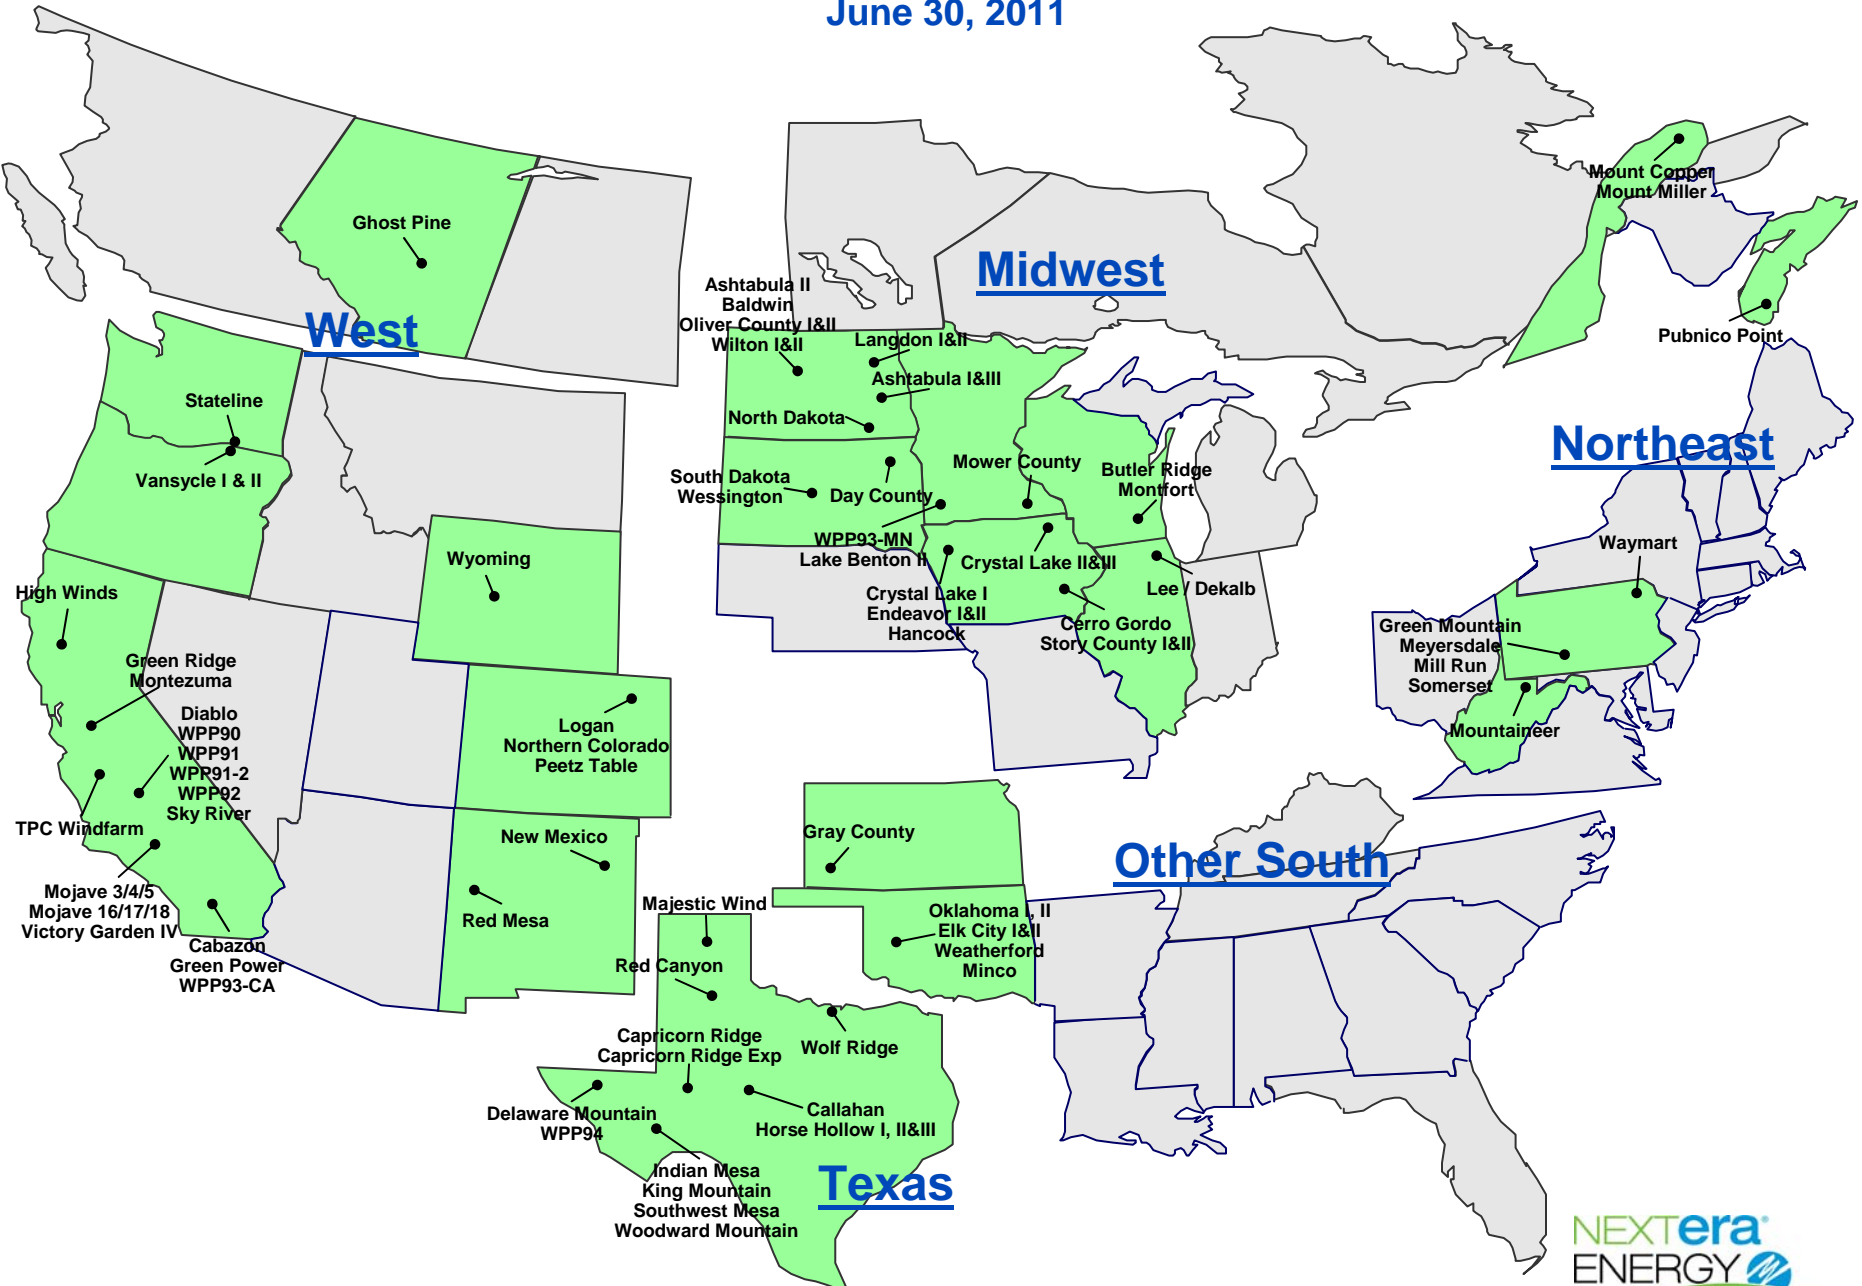 June 30, 2011
West
Ghost Pine
Stateline
Vansycle I & II
Wyoming
High Winds
Green Ridge
Montezuma
Diablo
WPP90
WPP91
WPP91-2
WPP92
Sky River
TPC Windfarm
Mojave 3/4/5
Mojave 16/17/18
Victory Garden IV
Cabazon
Green Power
WPP93-CA
Logan
Northern Colorado
Peetz Table
New Mexico
Red Mesa
Midwest
Ashtabula II
Baldwin
Oliver County I&II
Wilton I&II
Langdon I&II
Ashtabula I&III
North Dakota
South Dakota
Wessington
Day County
Mower County
Butler Ridge
Montfort
WPP93-MN
Lake Benton II
Crystal Lake II&III
Crystal Lake I
Endeavor I&II
Hancock
Lee / Dekalb
Cerro Gordo
Story County I&II
Northeast
Mount Copper
Mount Miller
Pubnico Point
Waymart
Green Mountain
Meyersdale
Mill Run
Somerset
Mountaineer
Other South
Gray County
Oklahoma I, II
Elk City I&II
Weatherford
Minco
Texas
Majestic Wind
Red Canyon
Capricorn Ridge
Capricorn Ridge Exp
Wolf Ridge
Delaware Mountain
WPP94
Callahan
Horse Hollow I, II&III
Indian Mesa
King Mountain
Southwest Mesa
Woodward Mountain
NEXTera
ENERGY